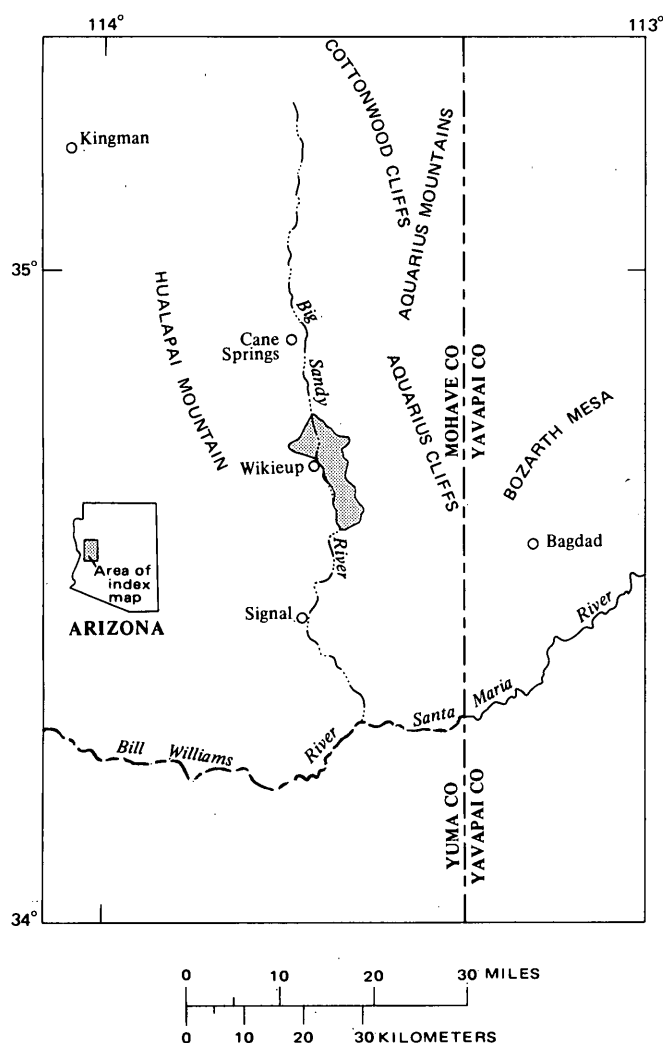 114°
113°
COTTONWOOD CLIFFS
AQUARIUS MOUNTAINS
Kingman
35°
HUALAPAI MOUNTAIN
Big
Sandy
River
Cane
Springs
MOHAVE CO
YAVAPAI CO
AQUARIUS CLIFFS
BOZARTH MESA
Wikieup
Bagdad
Area of
index
map
ARIZONA
Signal
River
Maria
Santa
Bill Williams River
YUMA CO
YAVAPAI CO
34°
0 10 20 30 MILES
0 10 20 30 KILOMETERS